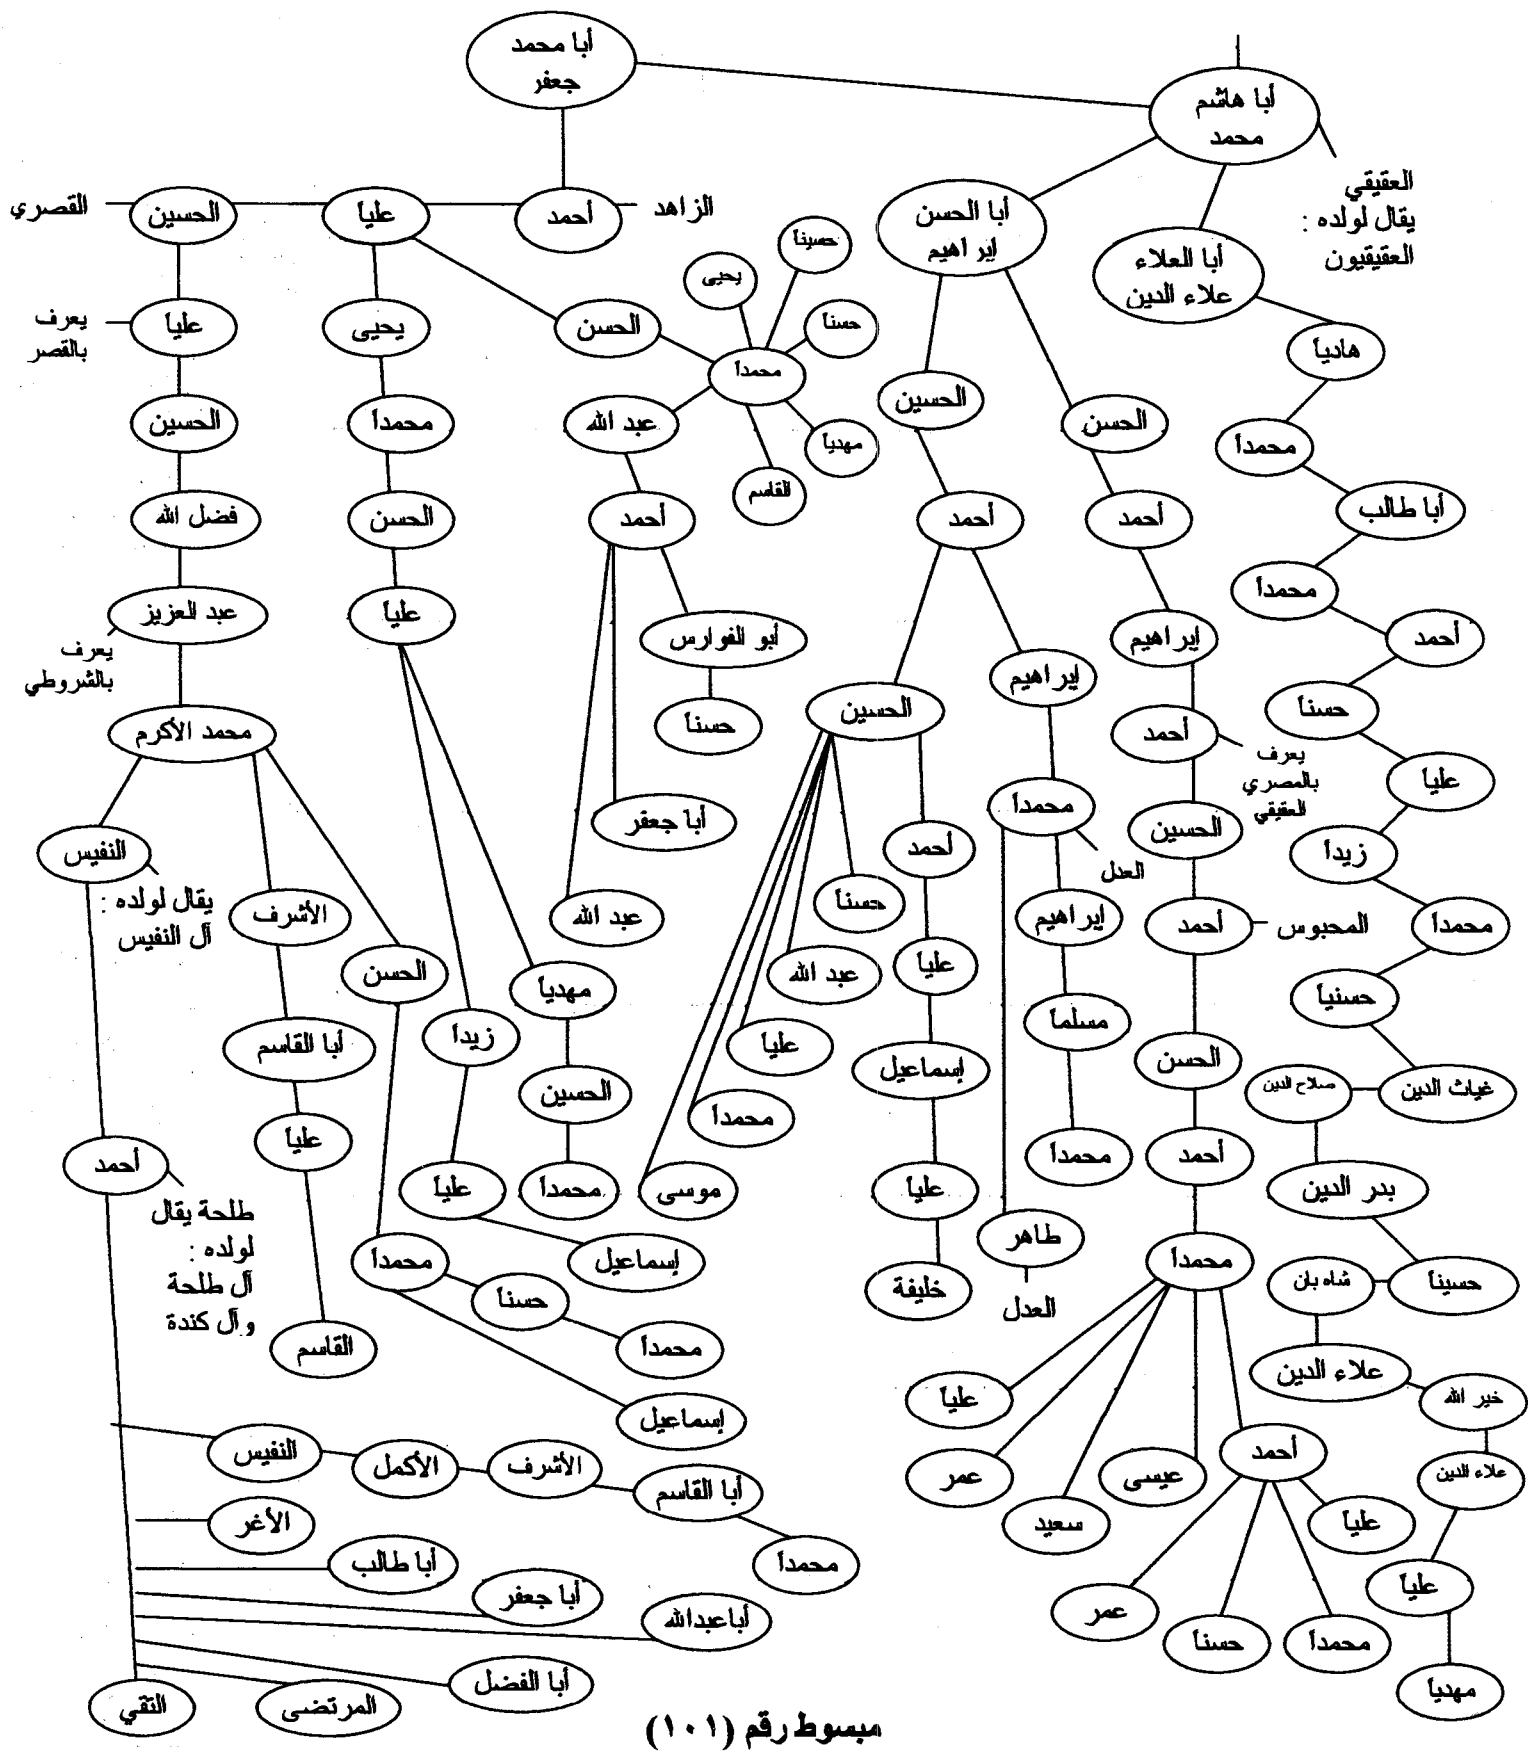 أبا محمد
جعفر
أبا هاشم
محمد
العقيقي
يقال لولده :
العقيقيون
القصري
الحسين
عليا
أحمد
الزاهد
أبا الحسن
إبراهيم
أبا العلاء
علاء الدين
حسيناً
يحيى
حسناً
محمداً
مهدياً
القاسم
يعرف
بالقصر
علياً
يحيى
الحسن
هادياً
الحسين
محمداً
عبد الله
الحسين
الحسن
محمداً
فضل الله
الحسن
أحمد
أحمد
أحمد
أبا طالب
محمداً
عبد العزيز
يعرف
بالشروطي
علياً
أبو الفوارس
إبراهيم
إبراهيم
أحمد
محمد الأكرم
حسناً
الحسين
أحمد
يعرف
بالمصري
العقيقي
حسناً
علياً
أبا جعفر
محمداً
العدل
الحسين
زيداً
النفيس
يقال لولده :
آل النفيس
الأشرف
عبد الله
حسناً
أحمد
إبراهيم
أحمد
المحبوس
محمداً
الحسن
مهدياً
عبد الله
علياً
مسلماً
حسنياً
أبا القاسم
زيداً
علياً
إسماعيل
الحسن
صلاح الدين
غياث الدين
الحسين
محمداً
علياً
محمداً
أحمد
أحمد
طلحة يقال
لولده :
آل طلحة
وآل كندة
علياً
محمداً
موسى
علياً
بدر الدين
محمداً
إسماعيل
خليفة
طاهر
العدل
محمداً
شاه بان
حسيناً
حسناً
القاسم
محمداً
علاء الدين
خير الله
إسماعيل
علياً
النفيس
الأكمل
الأشرف
أبا القاسم
محمداً
عمر
سعيد
عيسى
أحمد
علاء الدين
الأغر
علياً
أبا طالب
أبا جعفر
أباعبدالله
عمر
حسناً
محمداً
علياً
أبا الفضل
المرتضى
التقي
مهدياً
مبسوط رقم (١٠١)